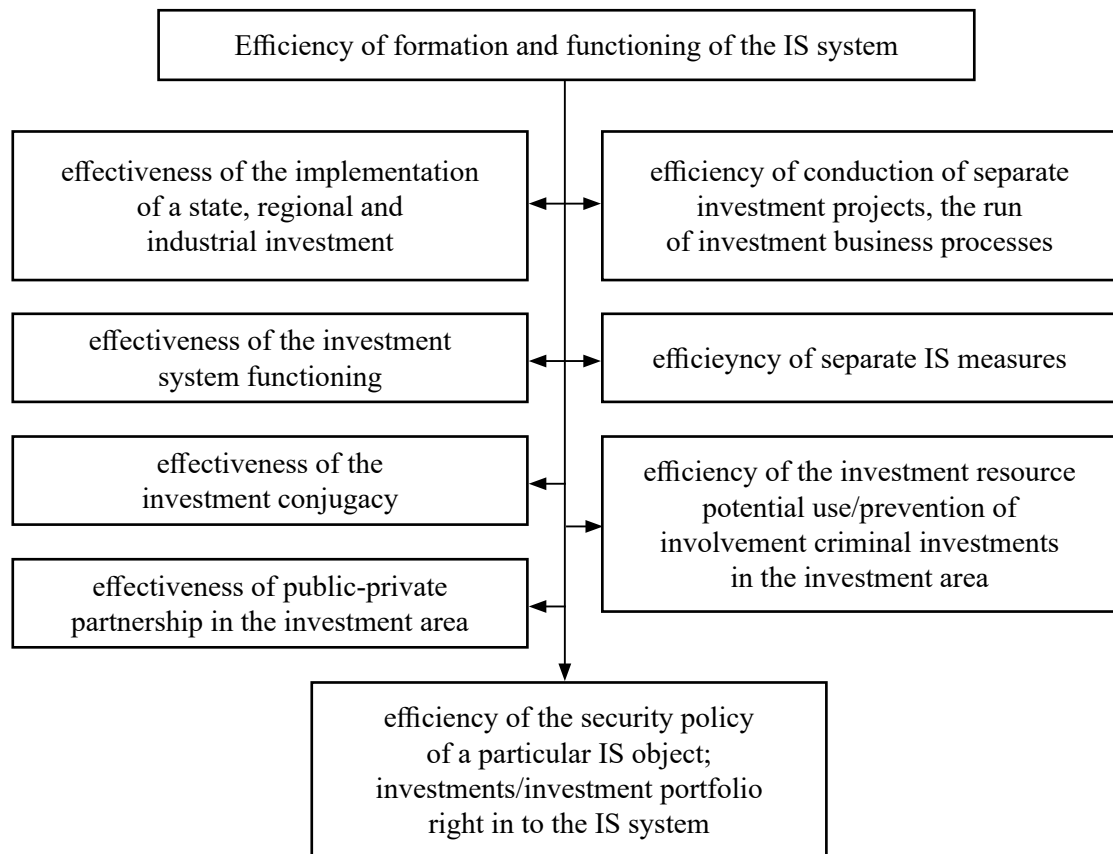 Efficiency of formation and functioning of the IS system
effectiveness of the implementation
of a state, regional and
industrial investment
efficiency of conduction of separate
investment projects, the run
of investment business processes
effectiveness of the investment
system functioning
efficieyncy of separate IS measures
effectiveness of the
investment conjugacy
efficiency of the investment resource
potential use/prevention of
involvement criminal investments
in the investment area
effectiveness of public-private
partnership in the investment area
efficiency of the security policy
of a particular IS object;
investments/investment portfolio
right in to the IS system